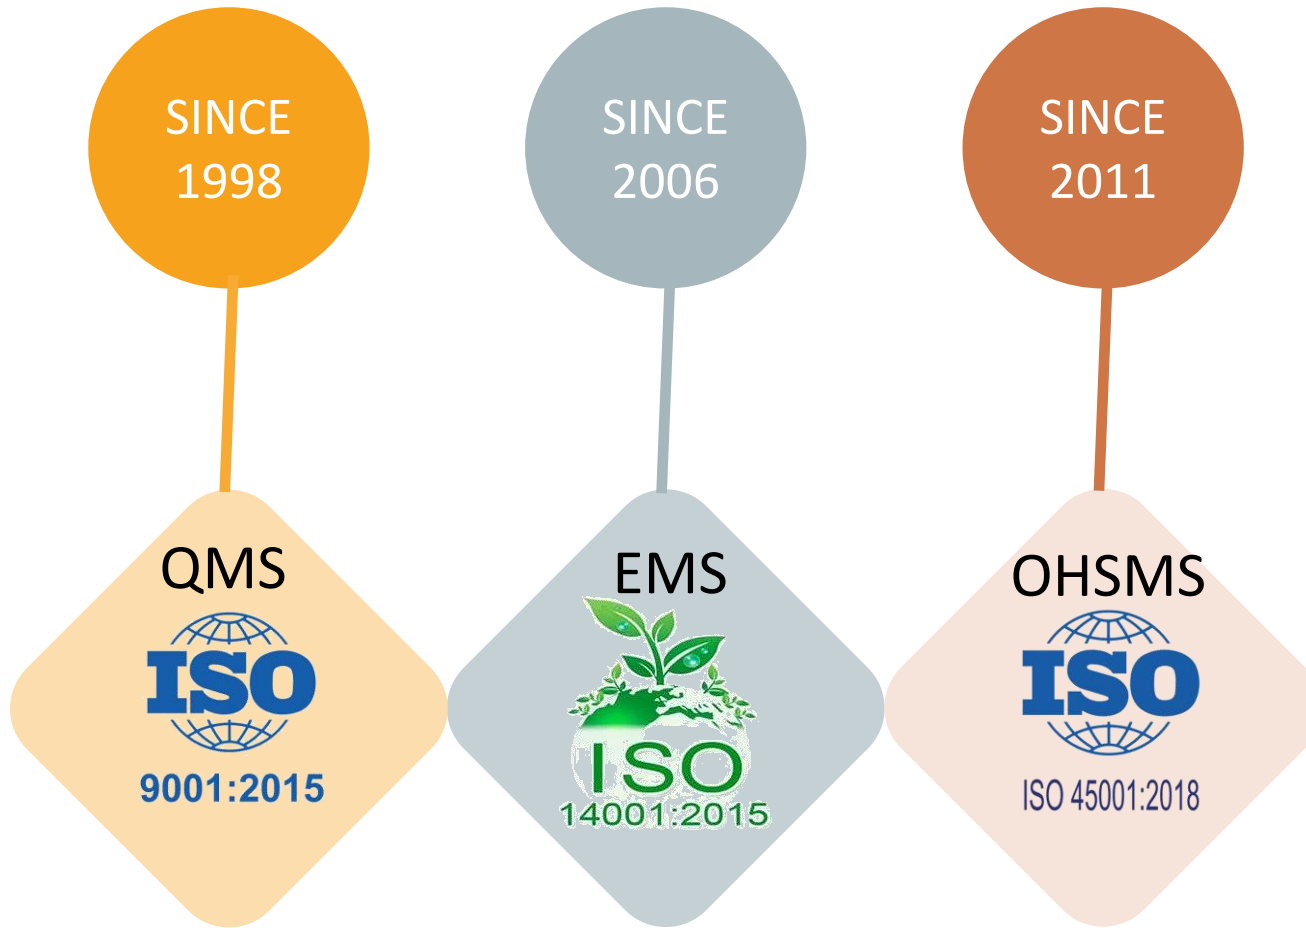 SINCE
1998
SINCE
2006
SINCE
2011
QMS
ISO
9001:2015
EMS
ISO
14001:2015
OHSMS
ISO
ISO 45001:2018